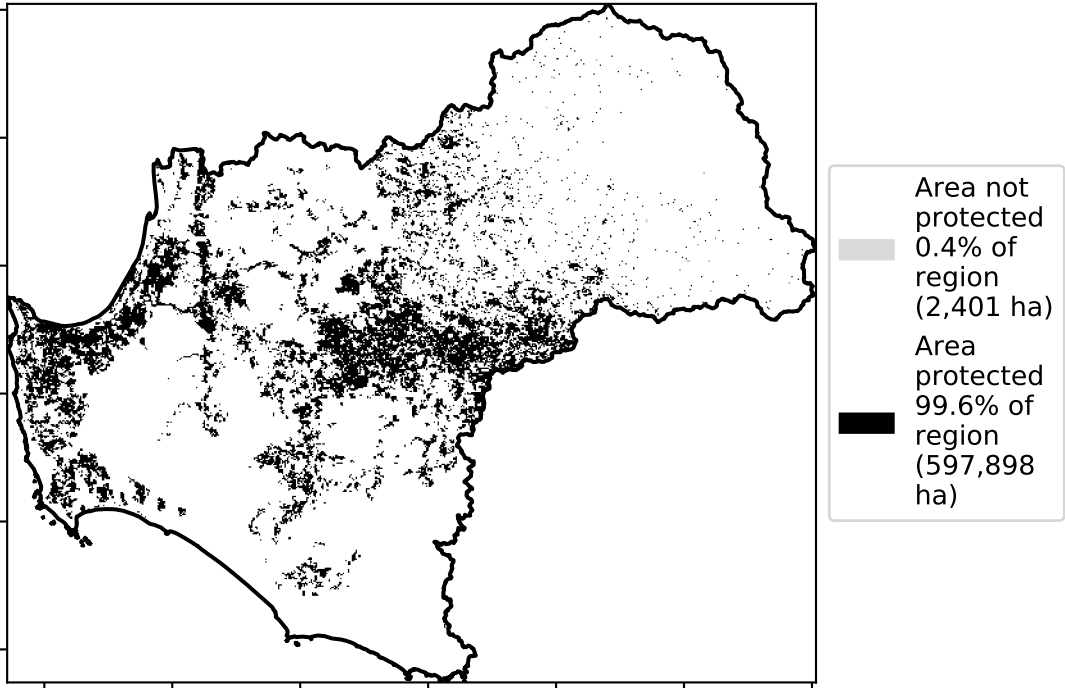 Area not
protected
0.4% of
region
(2,401 ha)
Area
protected
99.6% of
region
(597,898
ha)